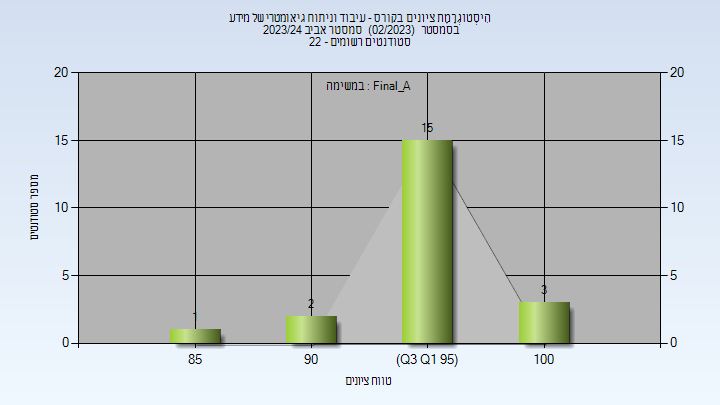 היסטוגרמת ציונים בקורס - עיבוד וניתוח גיאומטרי של מידע
בסמסטר  (02/2023)  סמסטר אביב 2023/24
סטודנטים רשומים - 22
במשימה : Final_A
20
20
15
15
15
10
10
5
5
3
2
1
0
0
85
90
(Q3 Q1 95)
100
מספר סטודנטים
טווח ציונים